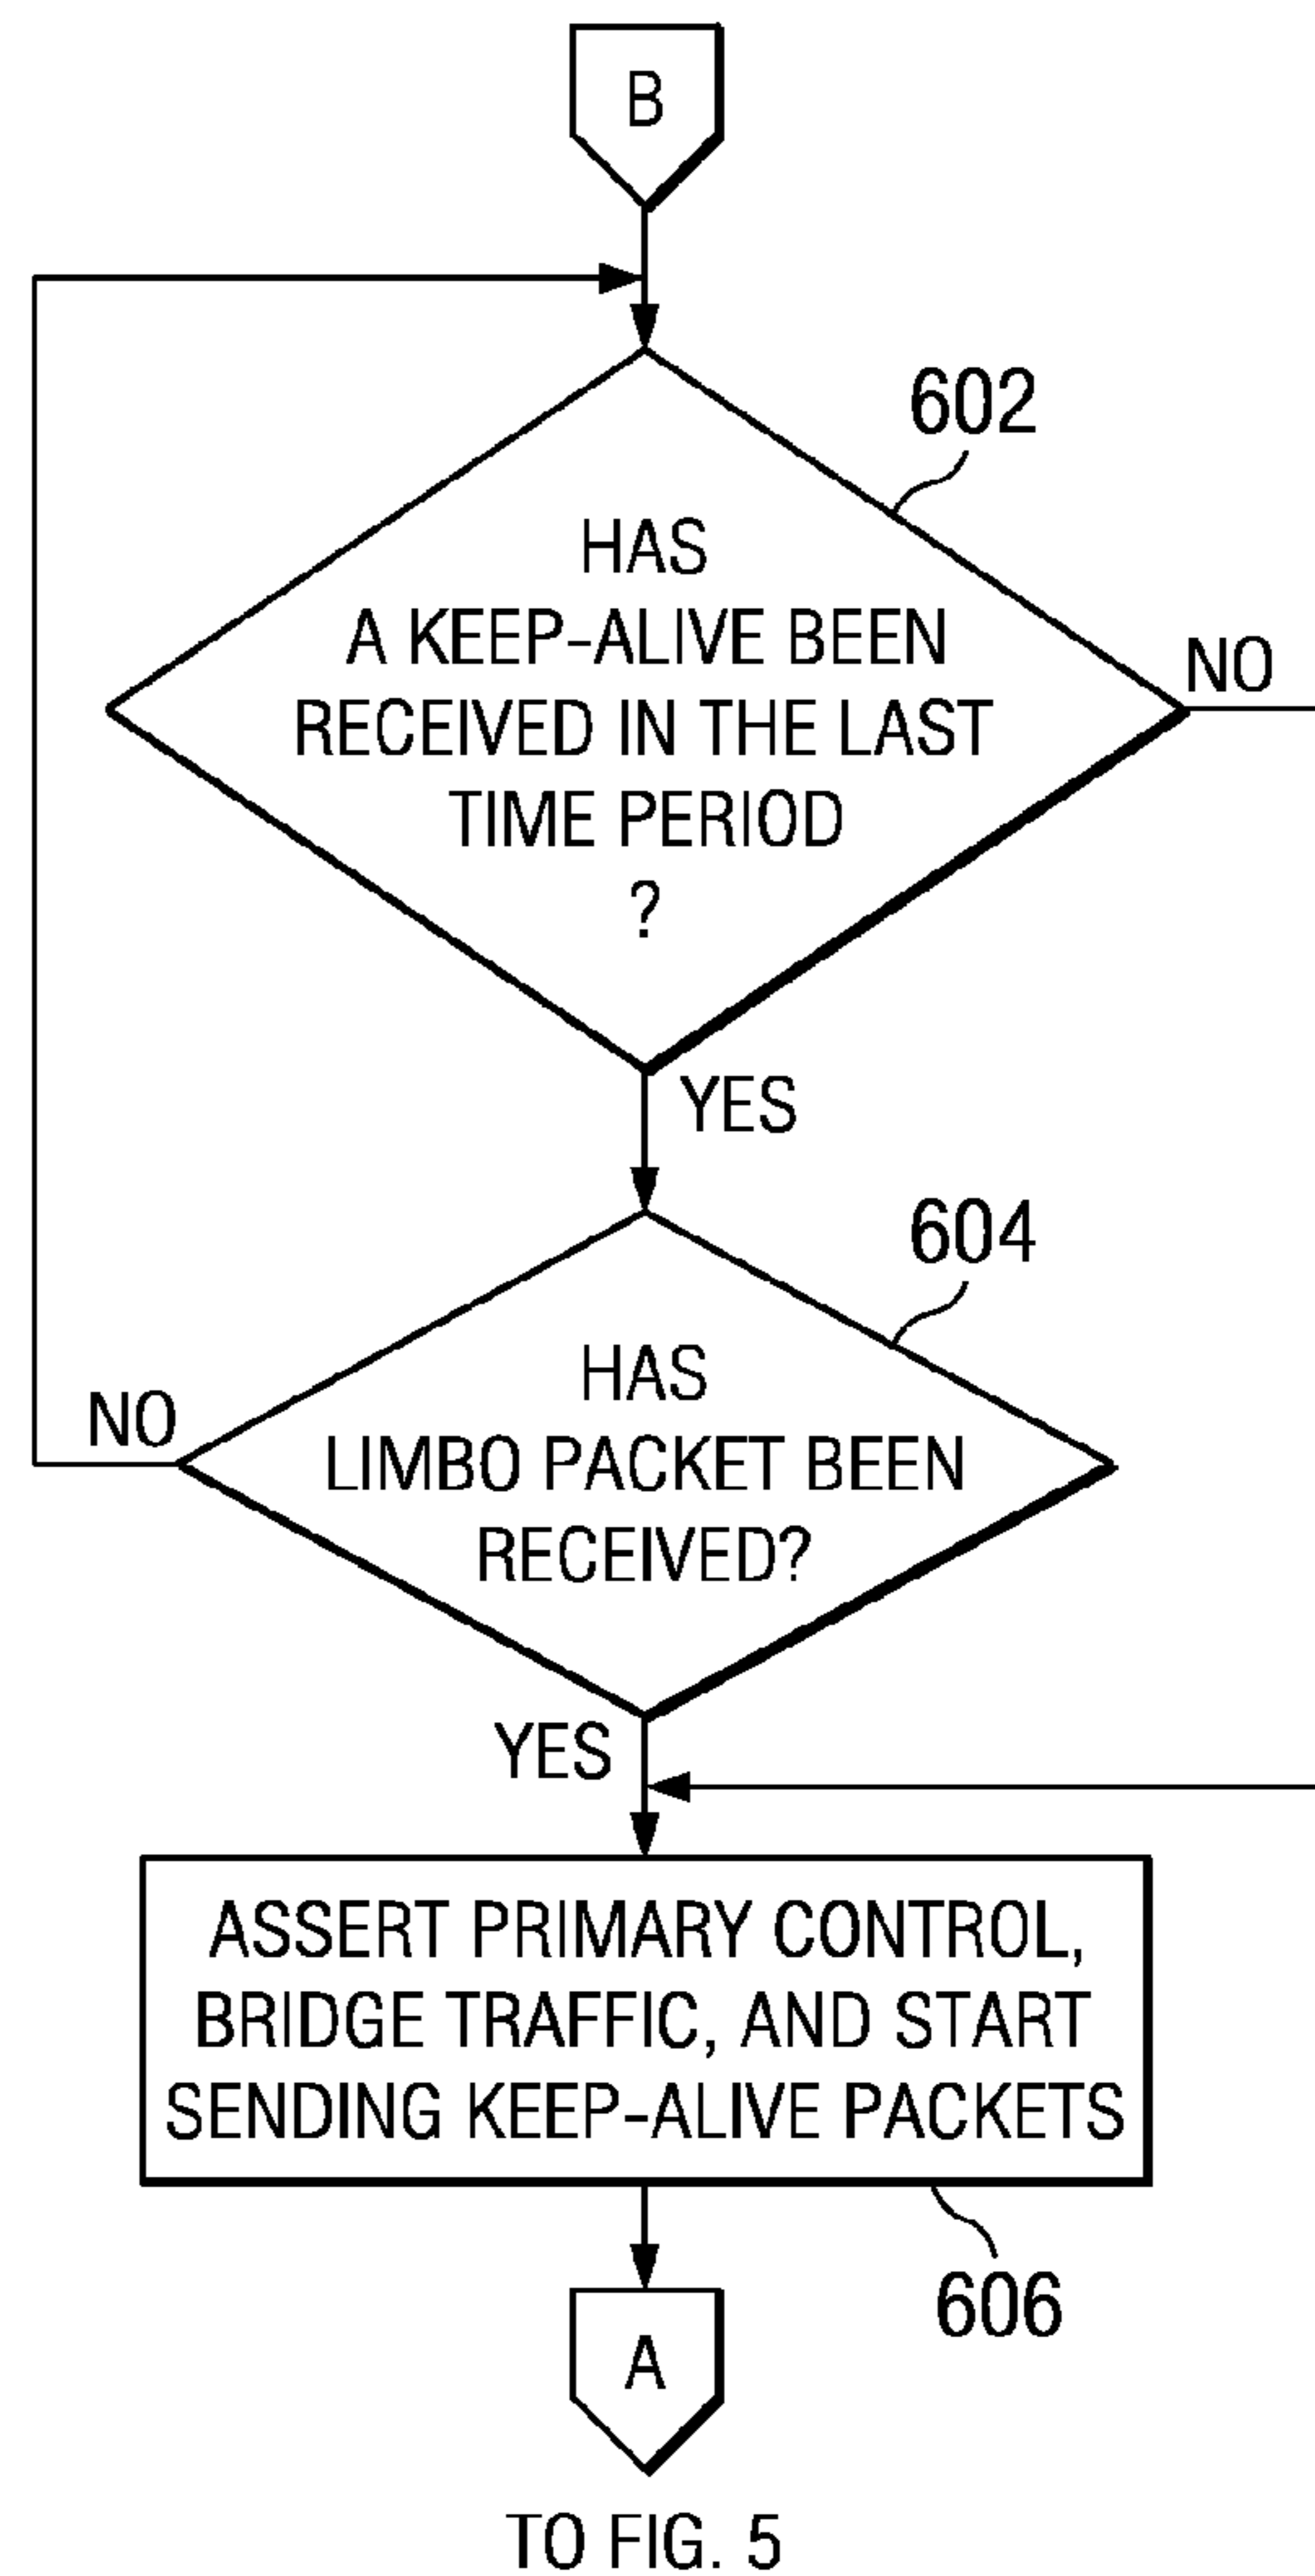 B
602
HAS
A KEEP-ALIVE BEEN
RECEIVED IN THE LAST
TIME PERIOD
?
NO
YES
604
HAS
LIMBO PACKET BEEN
RECEIVED?
NO
YES
ASSERT PRIMARY CONTROL,
BRIDGE TRAFFIC, AND START
SENDING KEEP-ALIVE PACKETS
606
A
TO FIG. 5